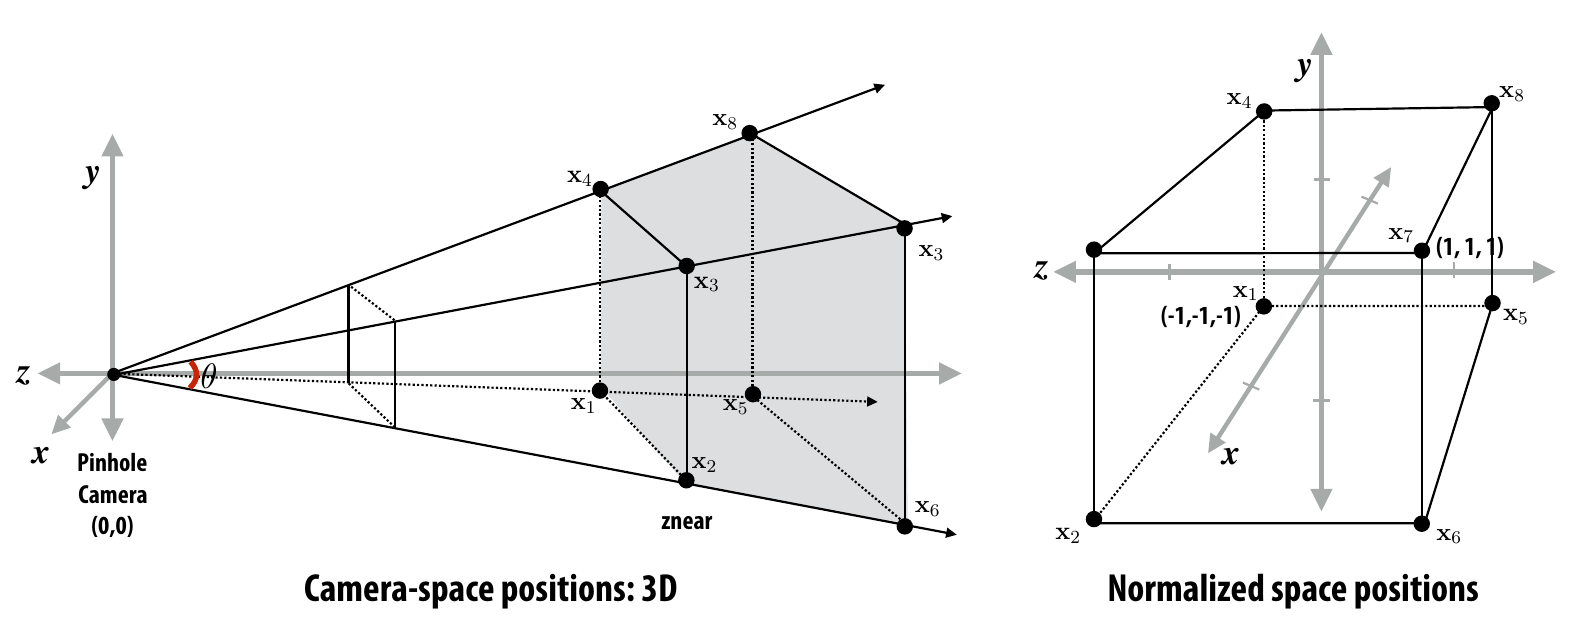 y
z
x
θ
Pinhole
Camera
(0,0)
x₄
x₈
x₃
x₃
x₁
x₅
x₂
x₆
znear
Camera-space positions: 3D
y
z
x
x₄
x₈
x₇
(1, 1, 1)
x₁
(-1,-1,-1)
x₅
x₂
x₆
Normalized space positions